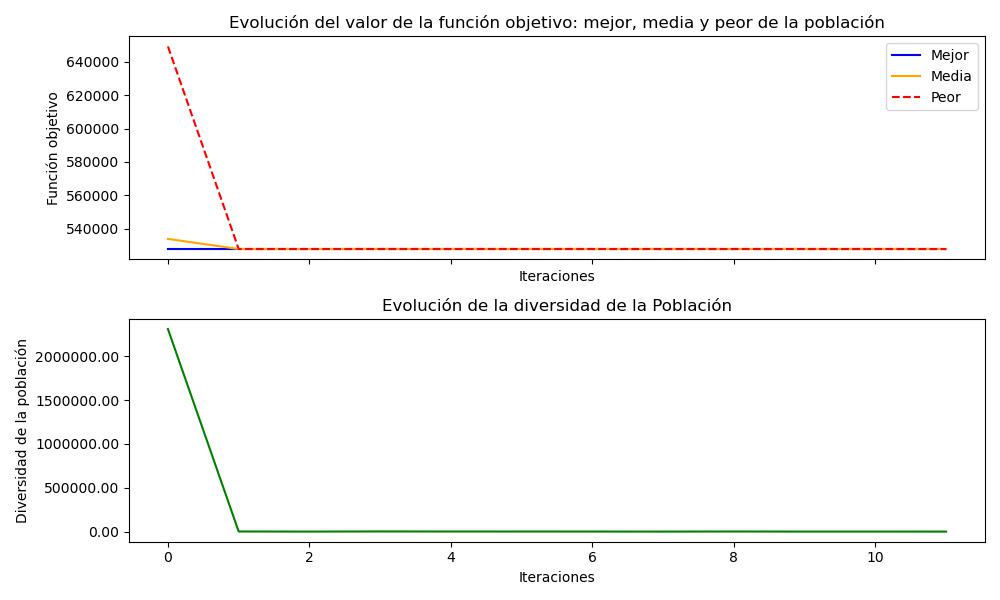 Evolución del valor de la función objetivo: mejor, media y peor de la población
Función objetivo
640000
620000
600000
580000
560000
540000
Mejor
Media
Peor
Iteraciones
Evolución de la diversidad de la Población
Diversidad de la población
2000000.00
1500000.00
1000000.00
500000.00
0.00
0 2 4 6 8 10
Iteraciones